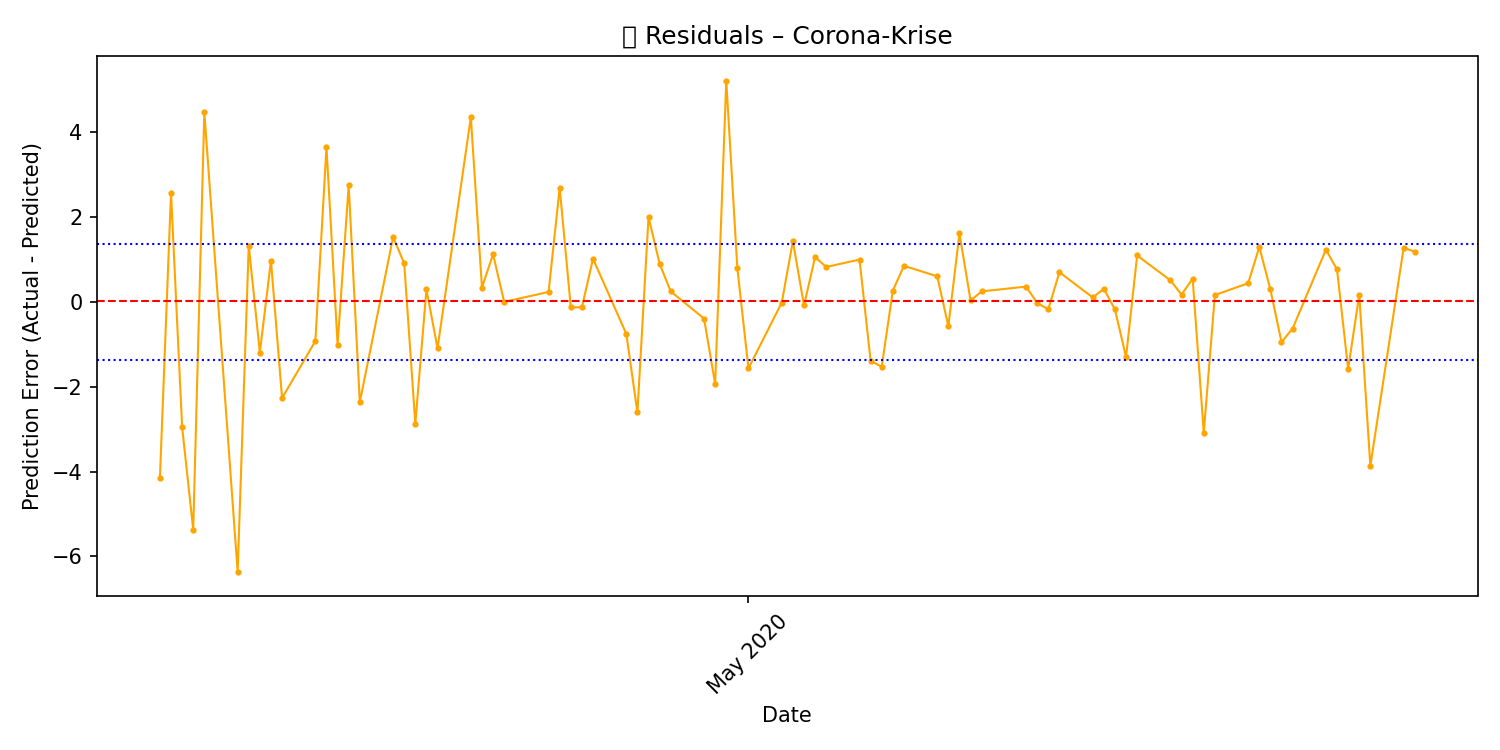 Residuals – Corona-Krise
Prediction Error (Actual - Predicted)
4
2
0
−2
−4
−6
May 2020
Date